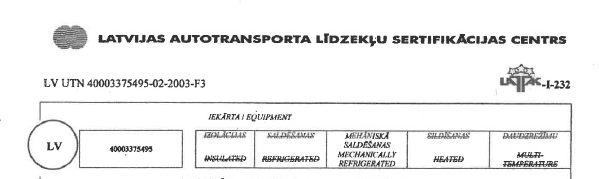 LATVIJAS AUTOTRANSPORTA LĪDZEKĻU SERTIFIKĀCIJAS CENTRS
LV UTN 40003375495-02-2003-F3
LATAK-I-232
IEKĀRTA / EQUIPMENT
LV
40003375495
IZOLĀCIJAS
INSULATED
SALDĒŠANAS
REFRIGERATED
MEHĀNISKĀ
SALDĒŠANAS
MECHANICALLY
REFRIGERATED
SILDĪŠANAS
HEATED
DAUDZREŽĪMU
MULTI-
TEMPERATURE